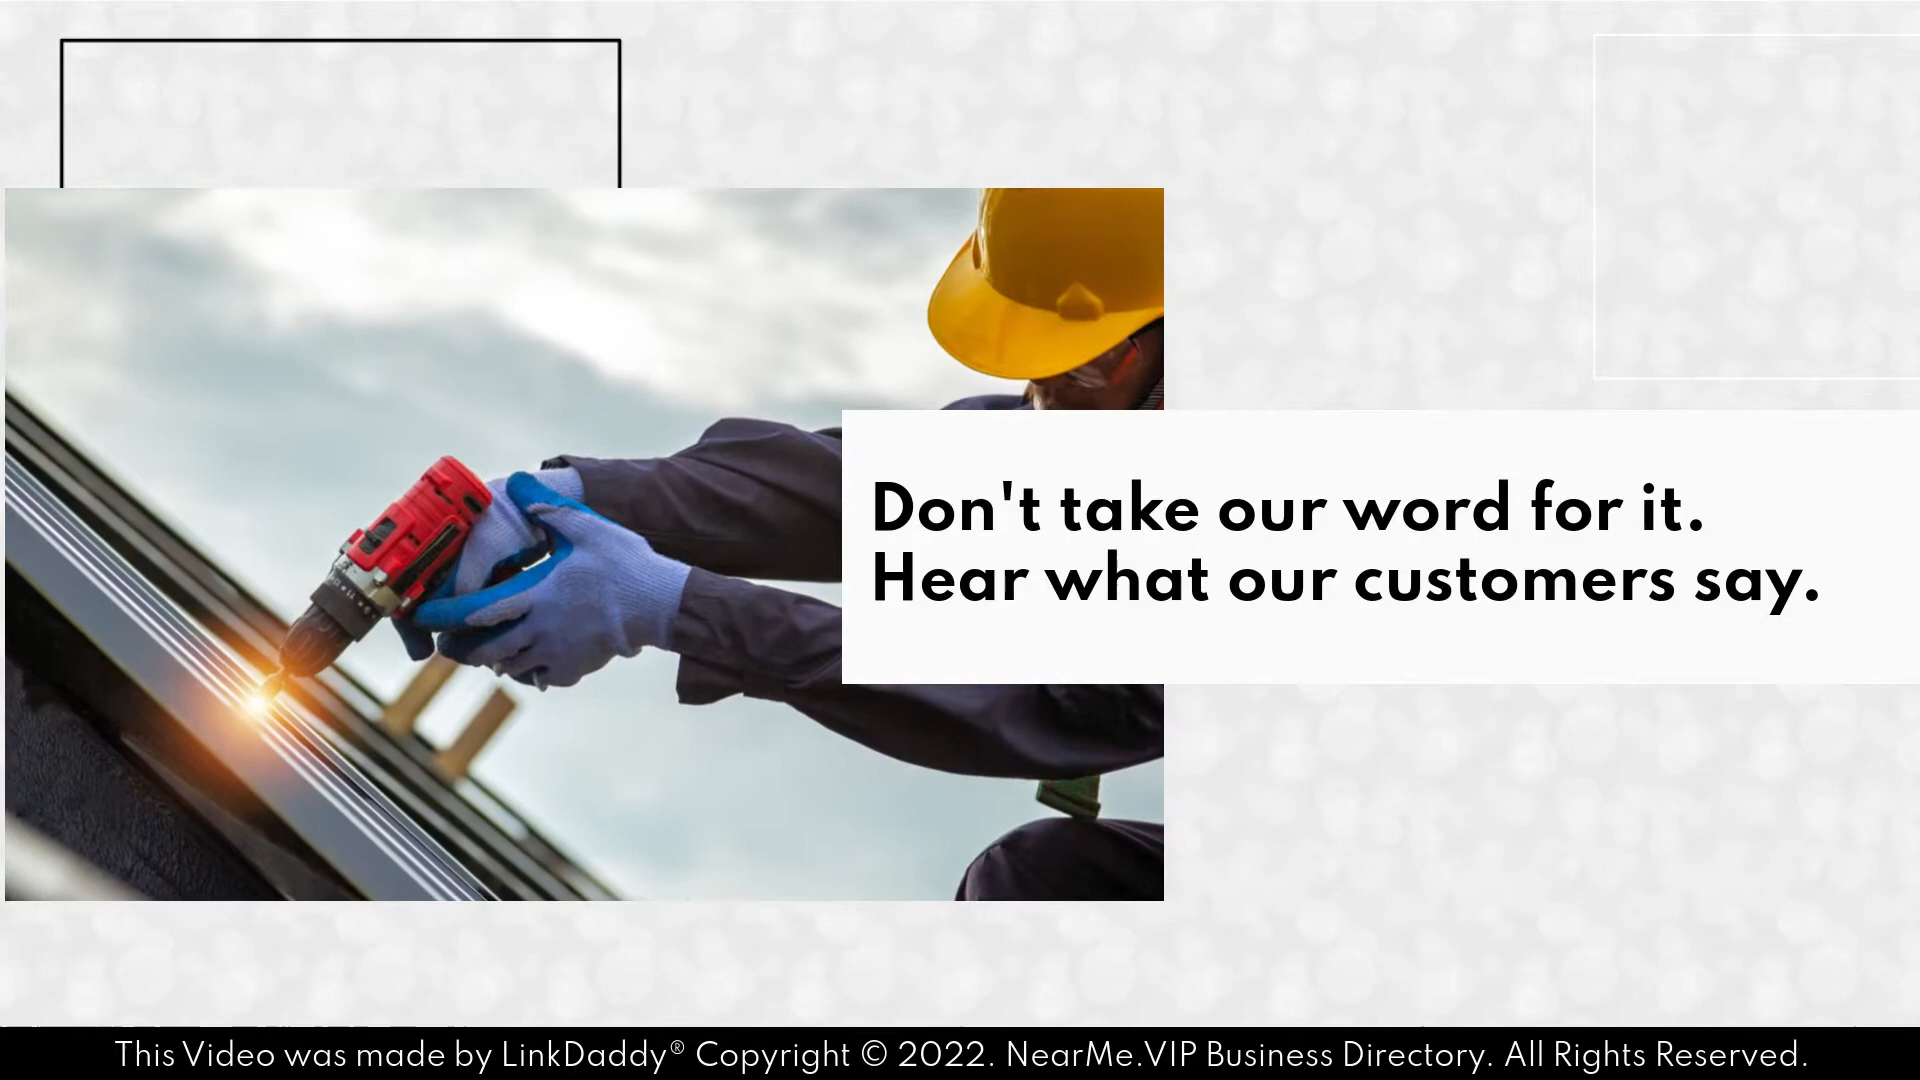 Don't take our word for it.
Hear what our customers say.
This Video was made by LinkDaddy® Copyright © 2022. NearMe.VIP Business Directory. All Rights Reserved.